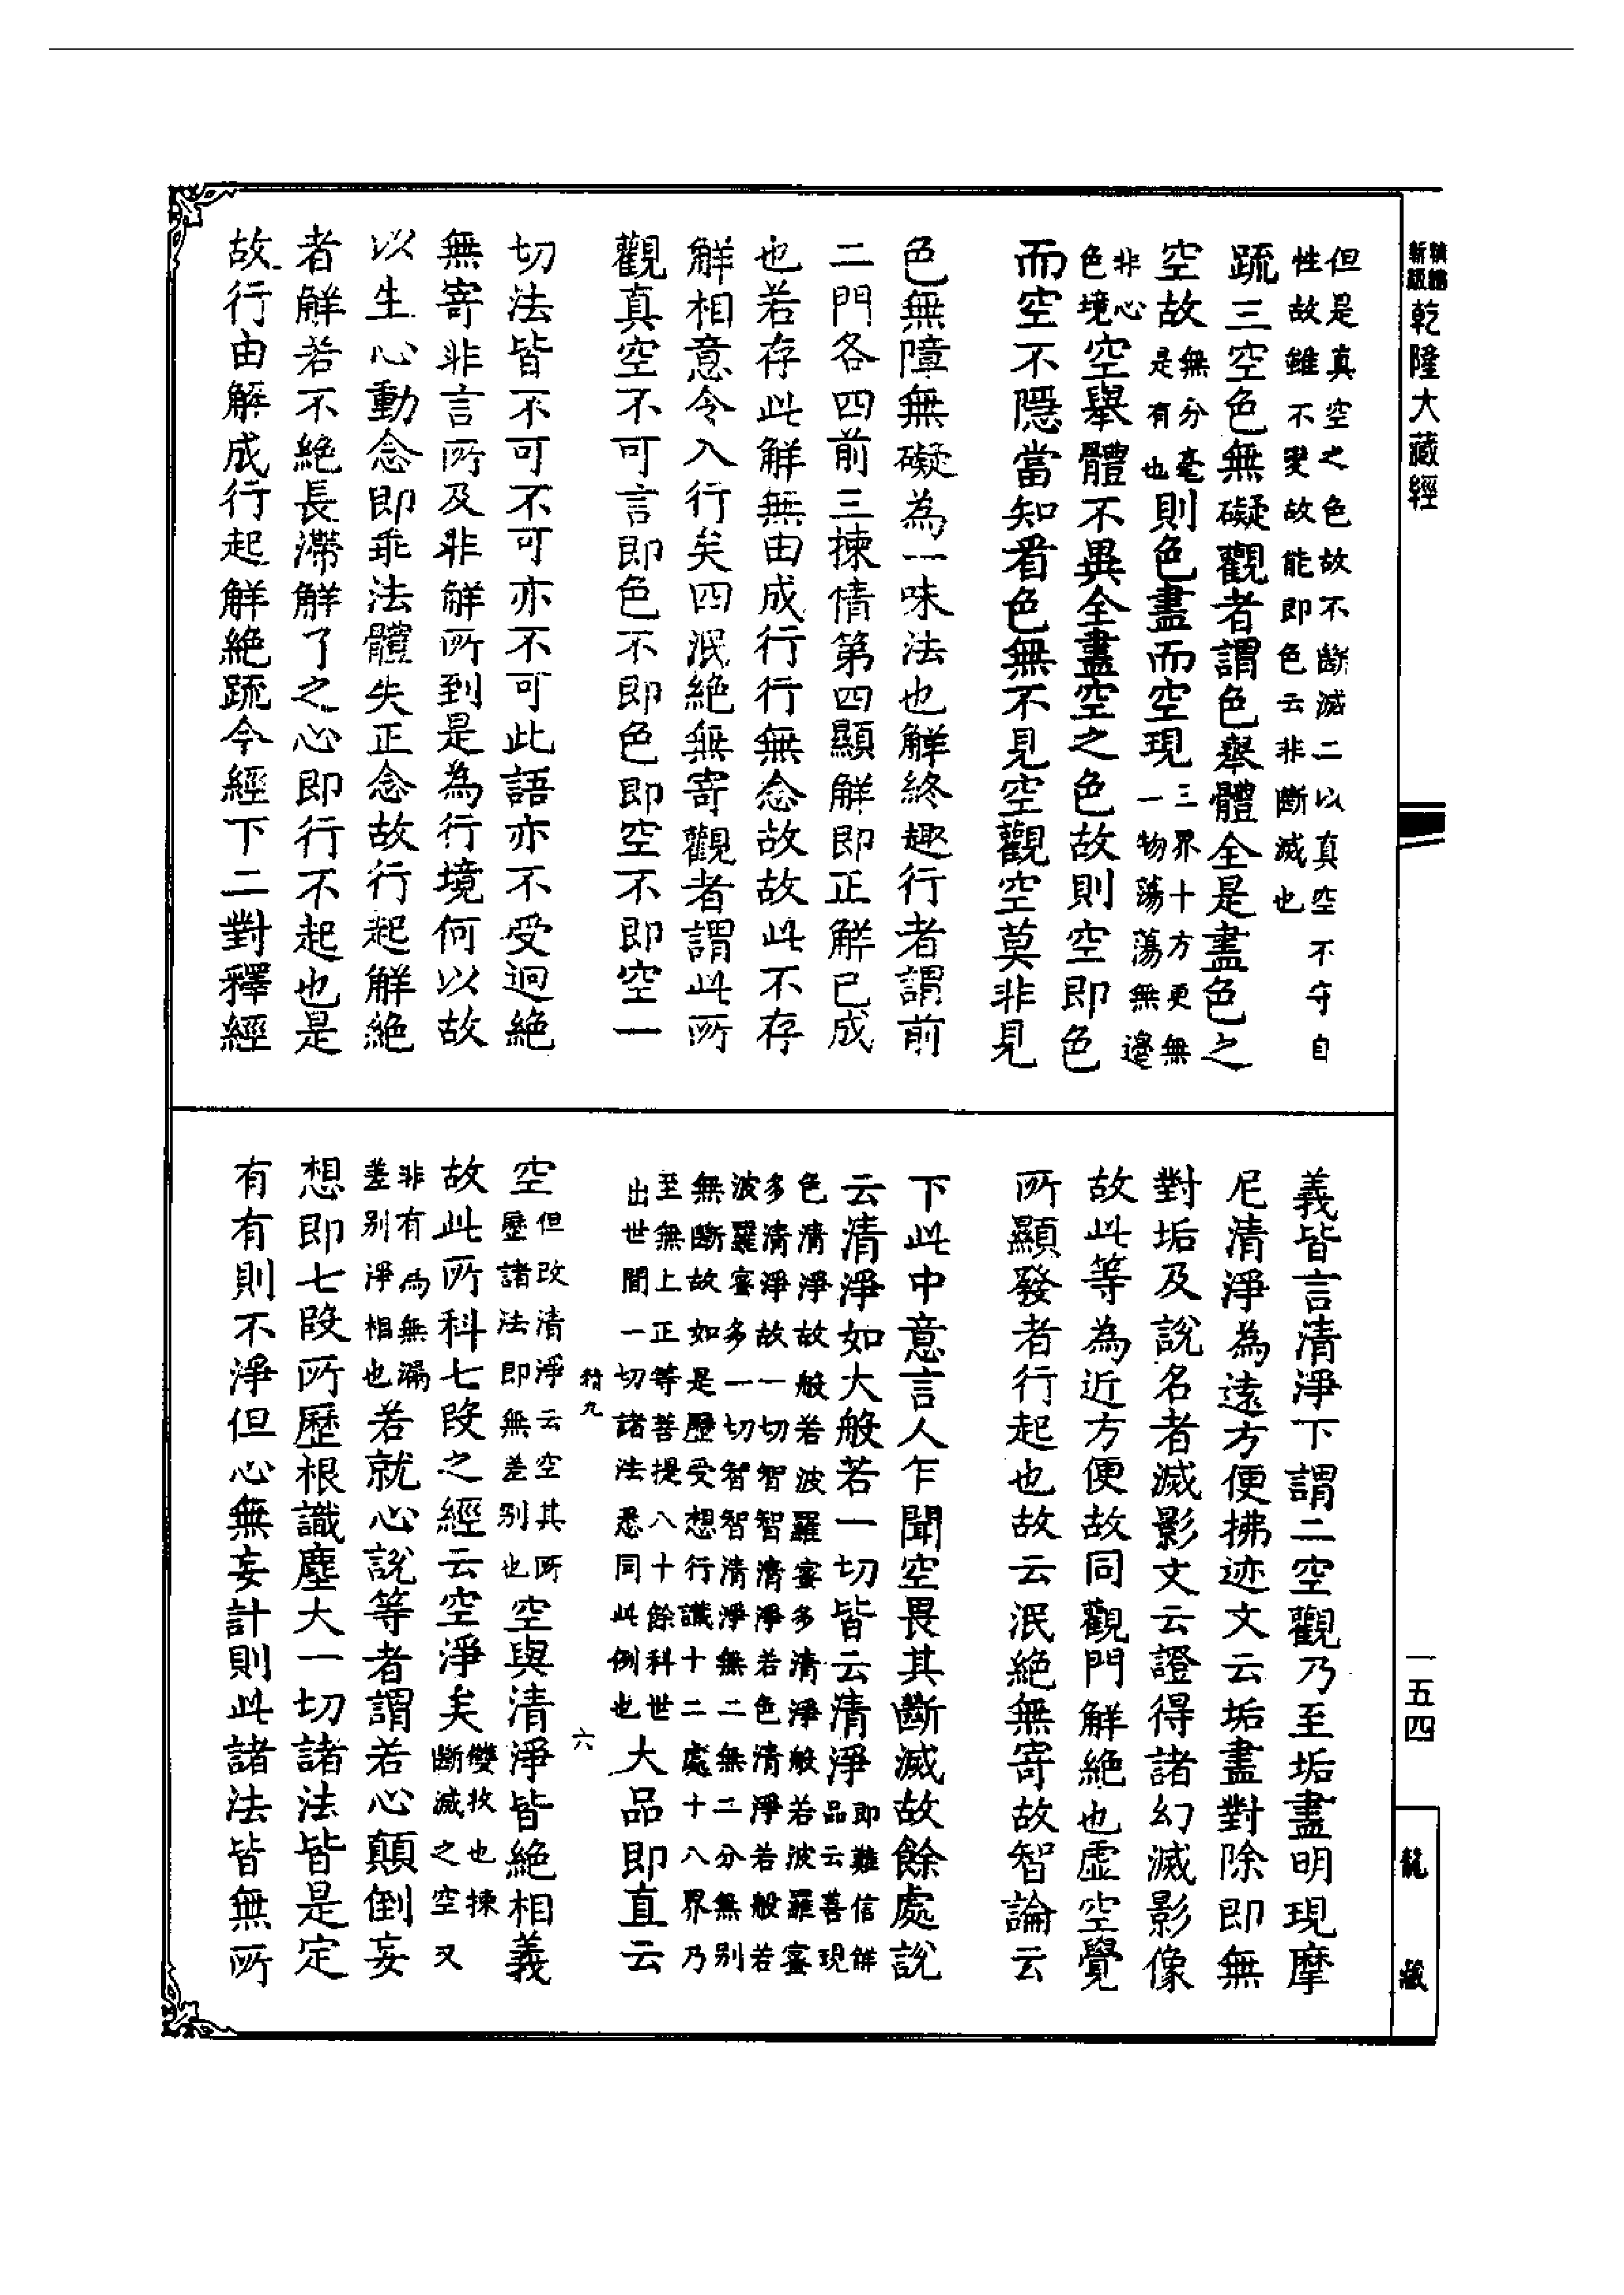 新編
縮版
乾隆大藏經
一五四
龍藏
但是真空之色故不斷滅二以真空不守自
性故雖不變故能即色云非斷滅也
疏三空色無礙觀者謂色舉體全是盡色之
空故無分毫是有也則色盡而空現三界十方更無一物蕩蕩無邊
非心色境空舉體不異全盡空之色故則空即色
而空不隱當知看色無不見空觀空莫非見
色無障無礙為一味法也解終趣行者謂前
二門各四前三揀情第四顯解即正解已成
也若存此解無由成行行無念故故此不存
解相意令入行矣四泯絕無寄觀者謂此所
觀真空不可言即色不即色即空不即空一
切法皆不可不可亦不可此語亦不受迥絕
無寄非言所及非解所到是為行境何以故
以生心動念即乖法體失正念故行起解絕
者解若不絕長滯解了之心即行不起也是
故行由解成行起解絕疏今經下二對釋經
義皆言清淨下謂二空觀乃至垢盡明現摩
尼清淨為遠方便拂迹文云垢盡對除即無
對垢及說名者滅影文云證得諸幻滅影像
故此等為近方便故同觀門解絕也虛空覺
所顯發者行起也故云泯絕無寄故智論云
下此中意言人乍聞空畏其斷滅故餘處說
云清淨如大般若一切皆云清淨即難信解品云善現
色清淨故般若波羅蜜多清淨般若波羅蜜
多清淨故一切智智清淨若色清淨若般若
波羅蜜多一切智智清淨無二無二分無別
無斷故如是歷受想行識十二處十八界乃
至無上正等菩提八十餘科世
出世間一切諸法悉同此例也大品即直云
符九
六
空但改清淨云空其所歷諸法即無差別也空與清淨皆絕相義
故此所科七段之經云空淨矣雙牧也揀斷滅之空又
非有為無漏差別淨相也若就心說等者謂若心顛倒妄
想即七段所歷根識塵大一切諸法皆是定
有有則不淨但心無妄計則此諸法皆無所